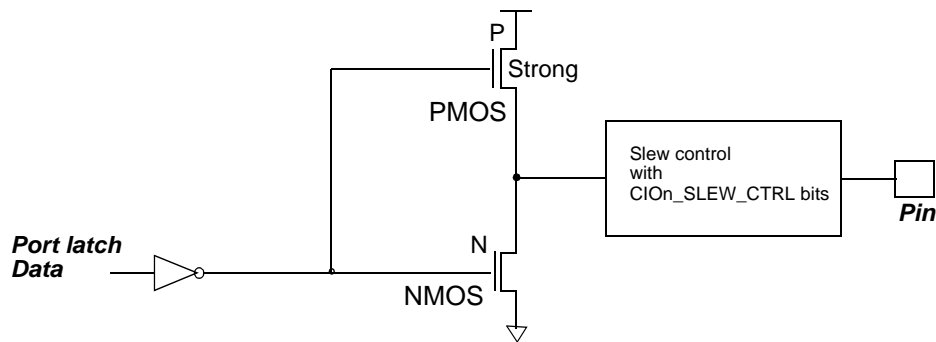 P
Strong
PMOS
Slew control
with
CIOn_SLEW_CTRL bits
Pin
Port latch
Data
N
NMOS